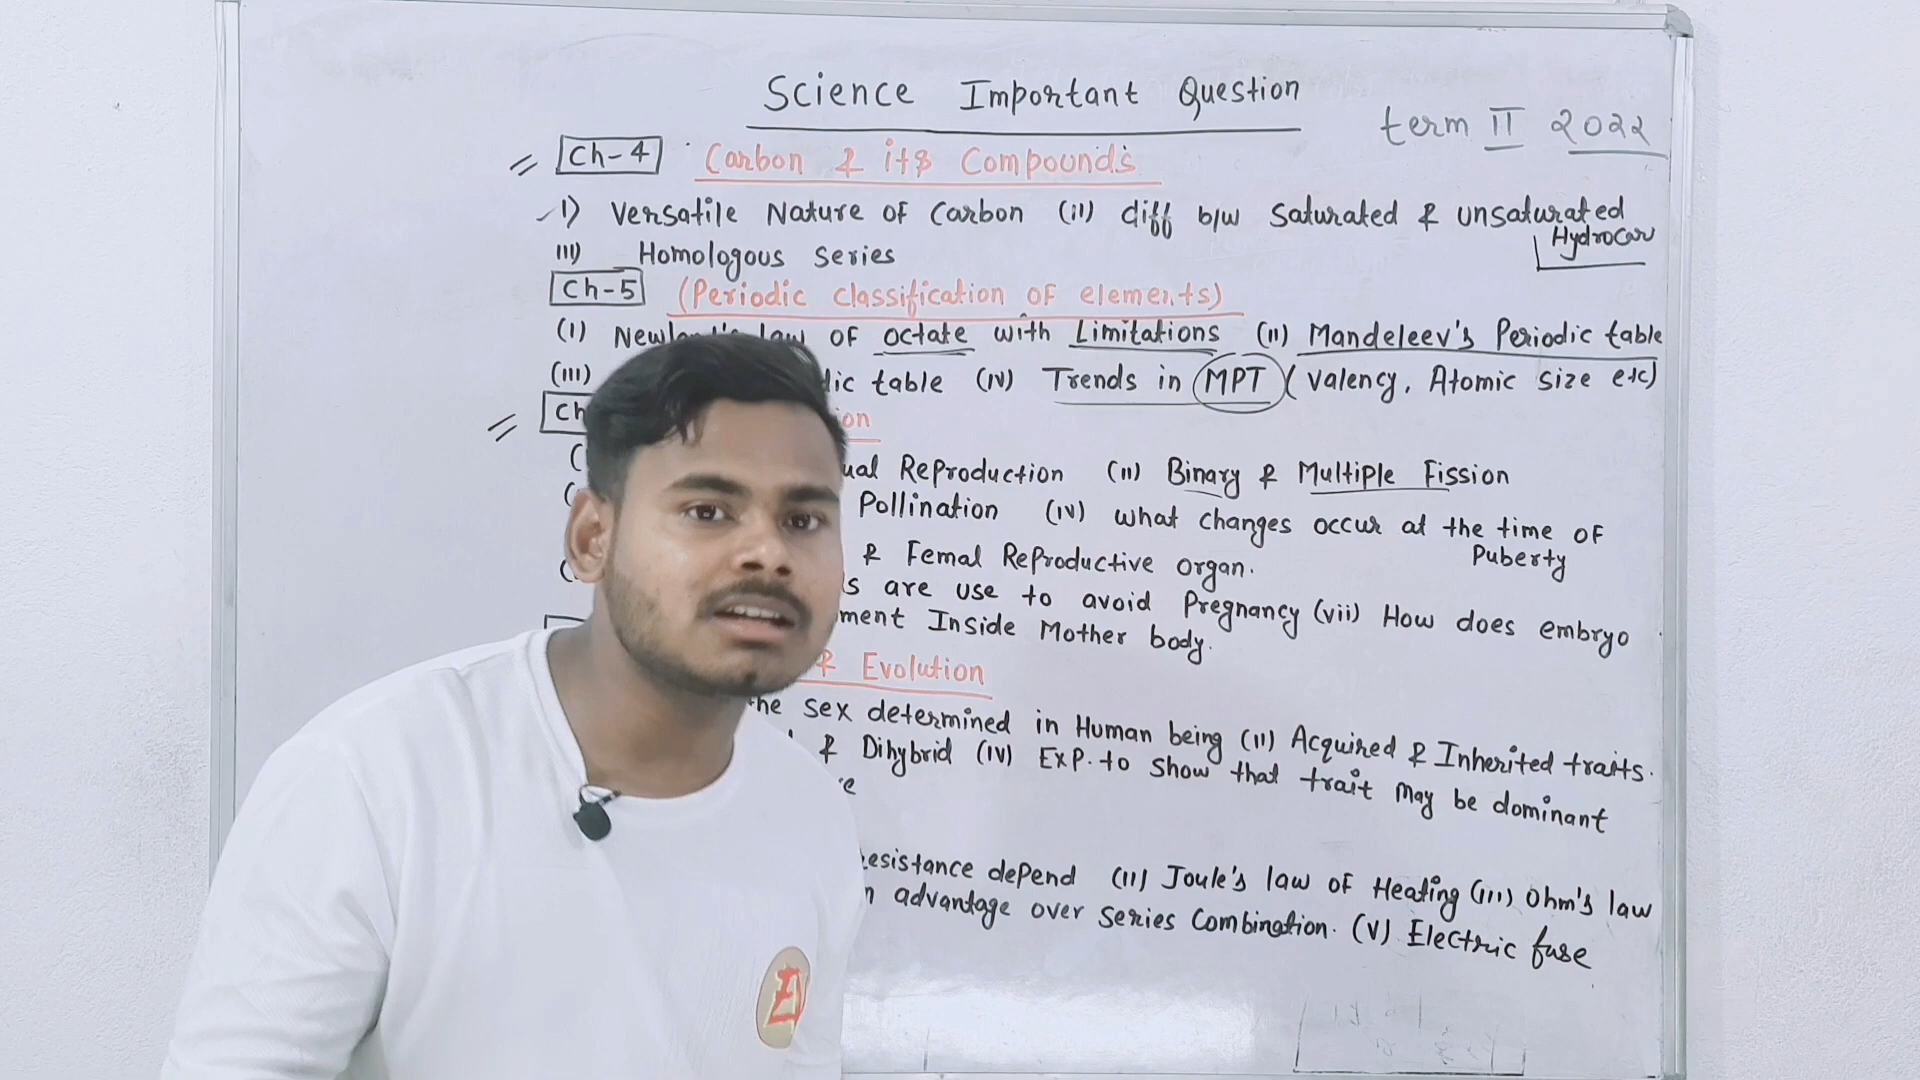 Science Important Question
term II 2022
Ch-4 Carbon & its Compounds
I) Versatile Nature of Carbon (ii) diff b/w Saturated & unsaturated
Hydrocar
III) Homologous series
Ch-5 (Periodic classification of elements)
(I) law of octate with Limitations (II) Mandeleev's Periodic table
(III) dic table (IV) Trends in MPT (valency, Atomic size etc)
Ch on
( ual Reproduction (II) Binary & Multiple Fission
( Pollination (IV) what changes occur at the time of
Puberty
( & Femal Reproductive organ.
s are use to avoid Pregnancy (vii) How does embryo
ment Inside Mother body.
& Evolution
he sex determined in Human being (II) Acquired & Inherited traits.
& Dihybrid (IV) Exp. to show that trait may be dominant
e
esistance depend (II) Joule's law of Heating (III) Ohm's law
n advantage over series Combination. (V) Electric fuse